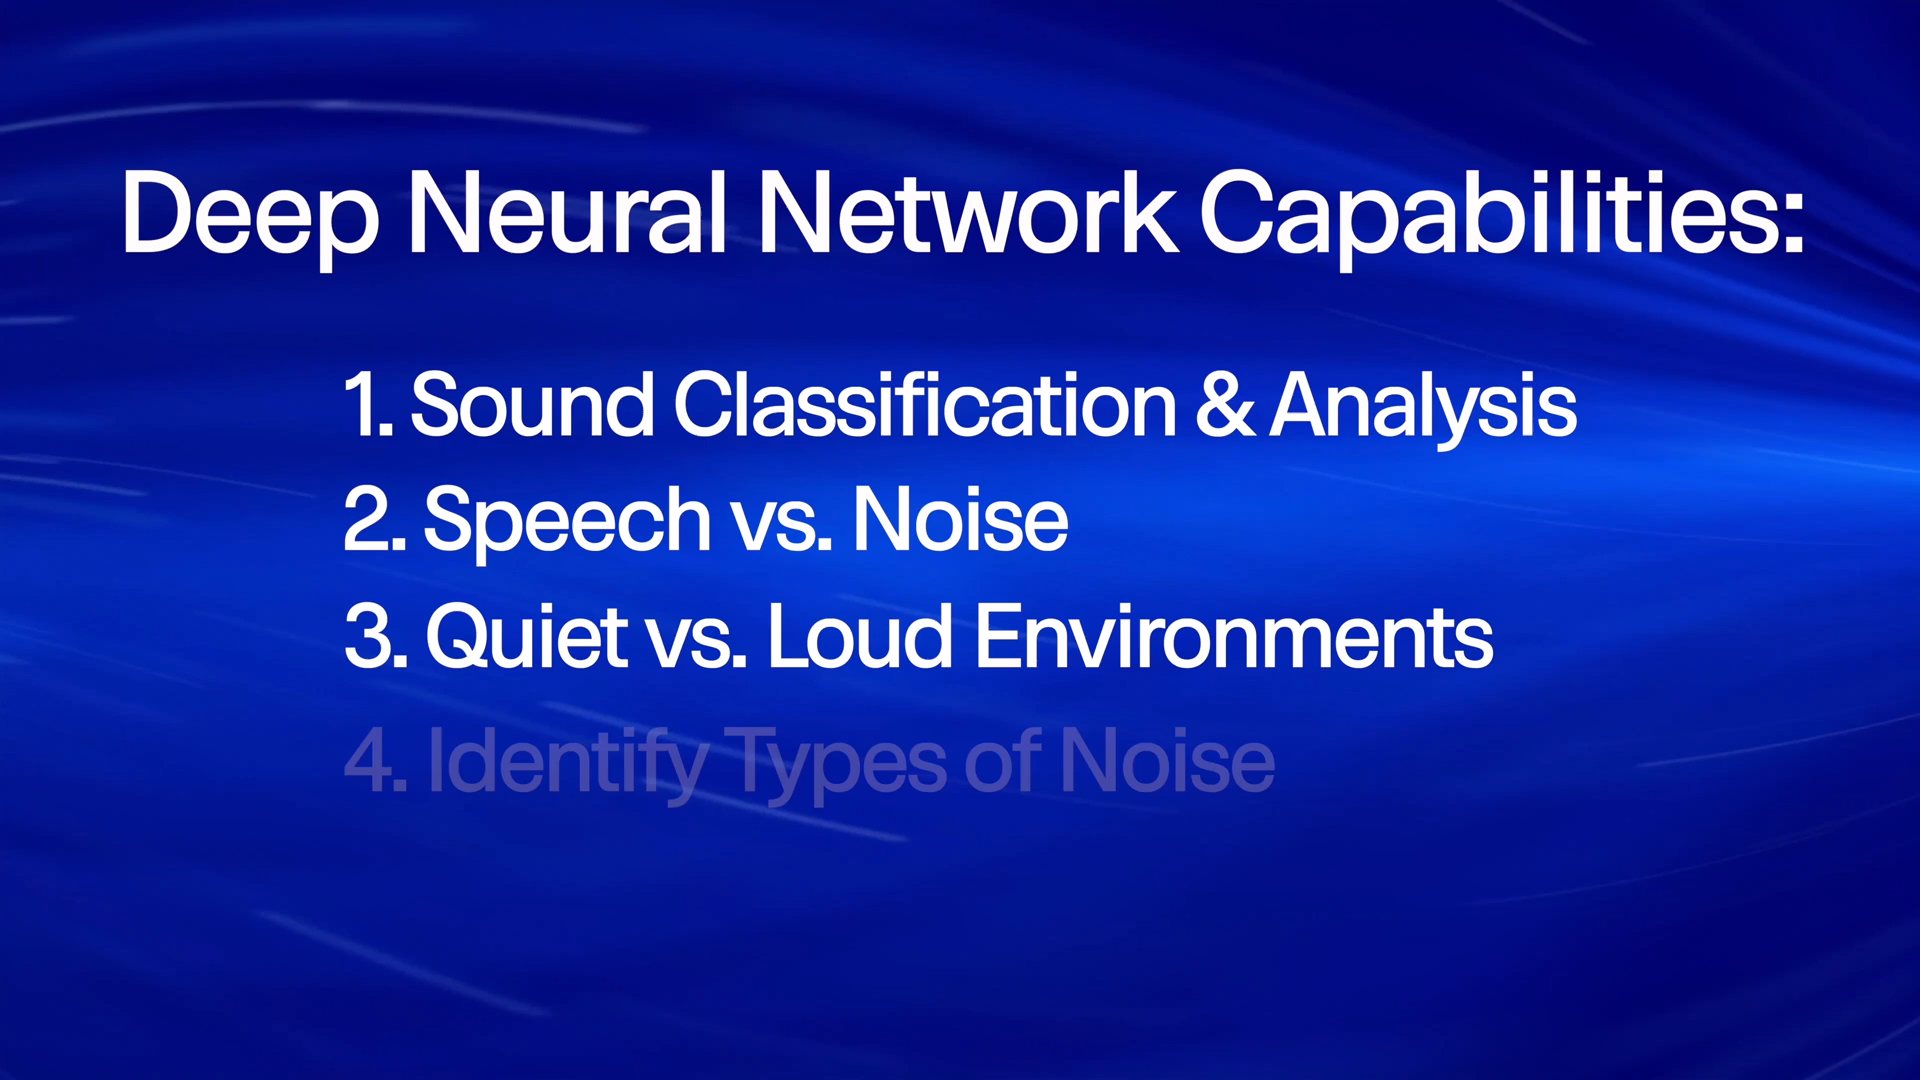 Deep Neural Network Capabilities:
1. Sound Classification & Analysis
2. Speech vs. Noise
3. Quiet vs. Loud Environments
4. Identify Types of Noise